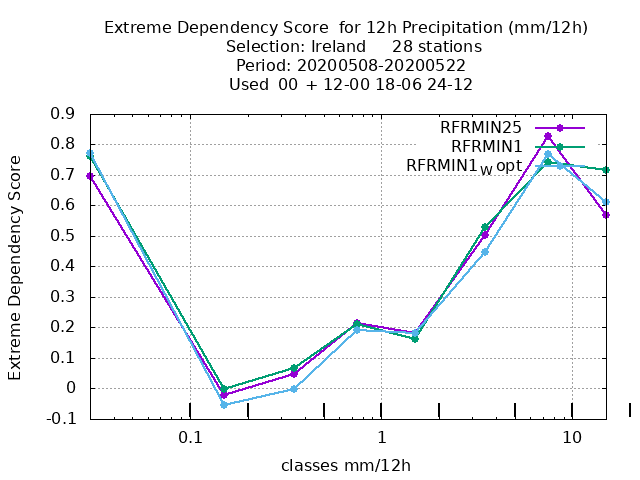 Extreme Dependency Score  for 12h Precipitation (mm/12h)
Selection: Ireland     28 stations
Period: 20200508-20200522
Used  00  + 12-00 18-06 24-12
RFRMIN25
RFRMIN1
RFRMIN1W opt
0.9
0.8
0.7
0.6
0.5
0.4
0.3
0.2
0.1
0
-0.1
Extreme Dependency Score
0.1 1 10
classes mm/12h